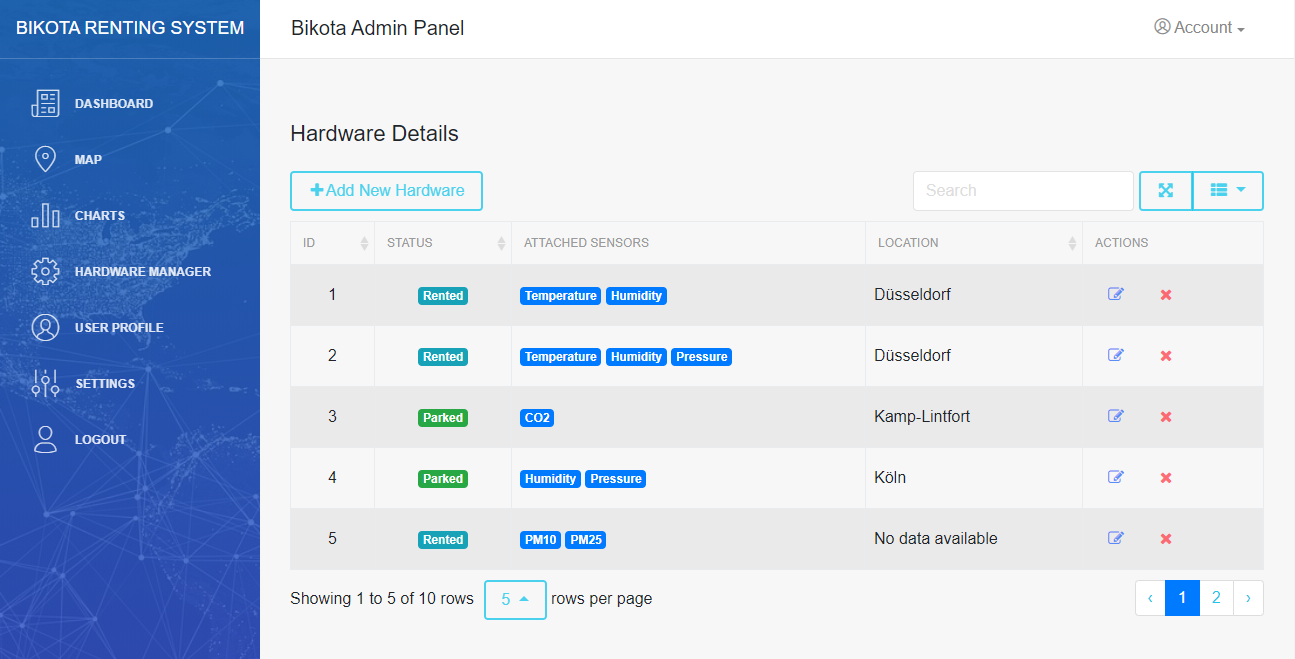 BIKOTA RENTING SYSTEM
Bikota Admin Panel
Account
DASHBOARD
MAP
CHARTS
HARDWARE MANAGER
USER PROFILE
SETTINGS
LOGOUT
Hardware Details
Add New Hardware
Search
ID STATUS ATTACHED SENSORS LOCATION ACTIONS
1 Rented Temperature Humidity Düsseldorf
2 Rented Temperature Humidity Pressure Düsseldorf
3 Parked CO2 Kamp-Lintfort
4 Parked Humidity Pressure Köln
5 Rented PM10 PM25 No data available
Showing 1 to 5 of 10 rows 5 rows per page
‹ 1 2 ›